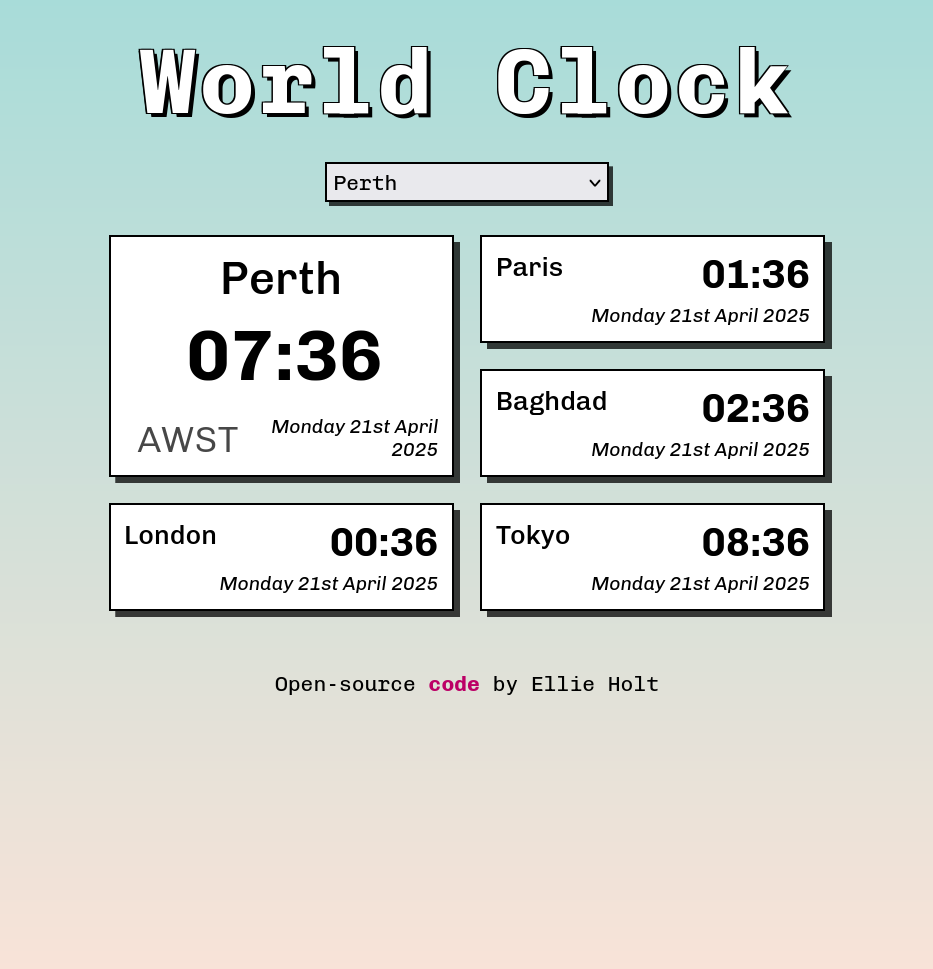 World Clock
Perth
Perth
07:36
AWST
Monday 21st April
2025
Paris
01:36
Monday 21st April 2025
Baghdad
02:36
Monday 21st April 2025
London
00:36
Monday 21st April 2025
Tokyo
08:36
Monday 21st April 2025
Open-source code by Ellie Holt